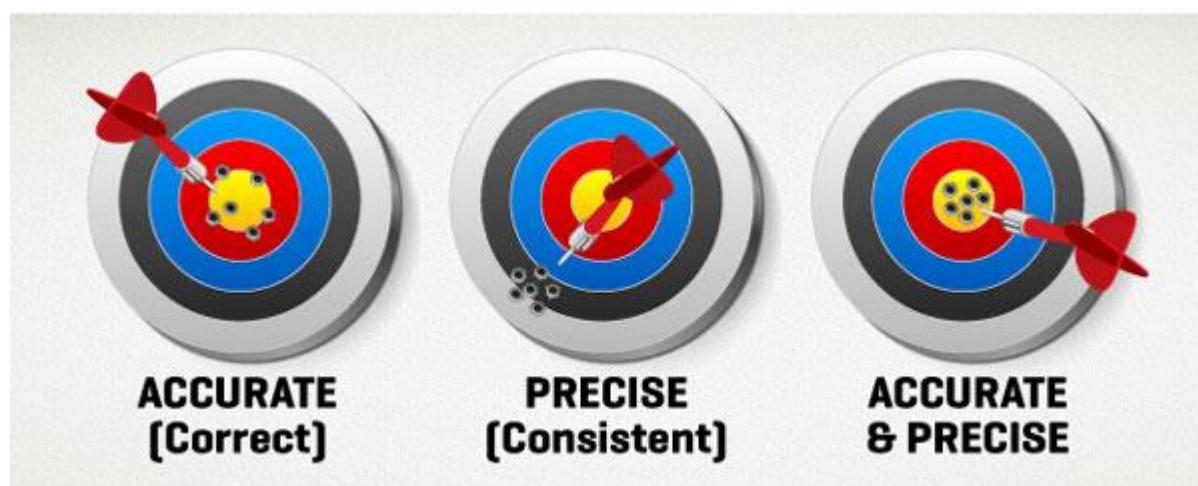 ACCURATE
(Correct)
PRECISE
(Consistent)
ACCURATE
& PRECISE